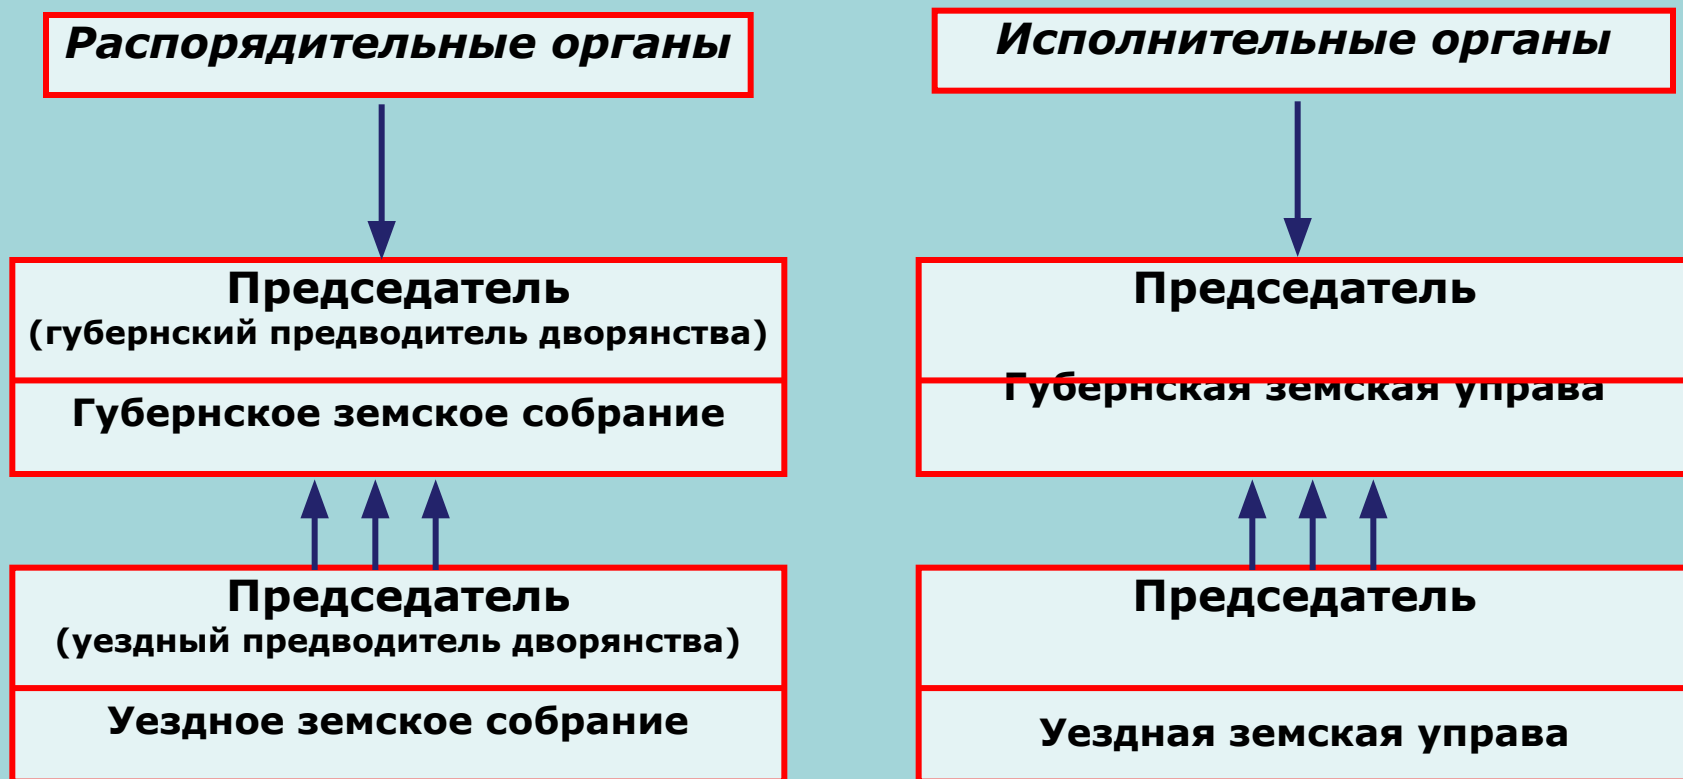 Распорядительные органы
Исполнительные органы
Председатель
(губернский предводитель дворянства)
Губернское земское собрание
Председатель
Губернская земская управа
Председатель
(уездный предводитель дворянства)
Уездное земское собрание
Председатель
Уездная земская управа